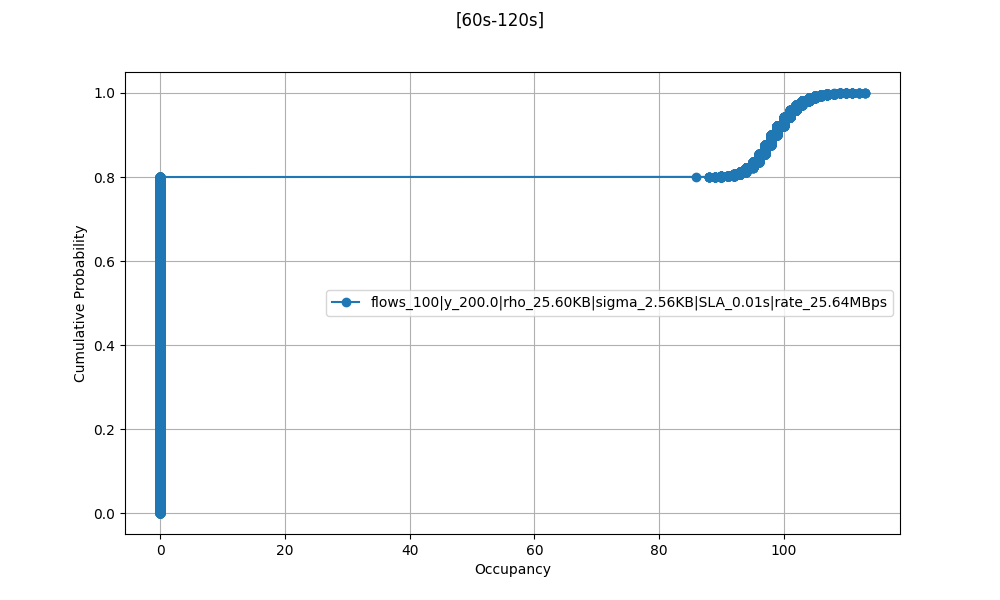 [60s-120s]
1.0
0.8
0.6
0.4
0.2
0.0
Cumulative Probability
flows_100|y_200.0|rho_25.60KB|sigma_2.56KB|SLA_0.01s|rate_25.64MBps
0 20 40 60 80 100
Occupancy